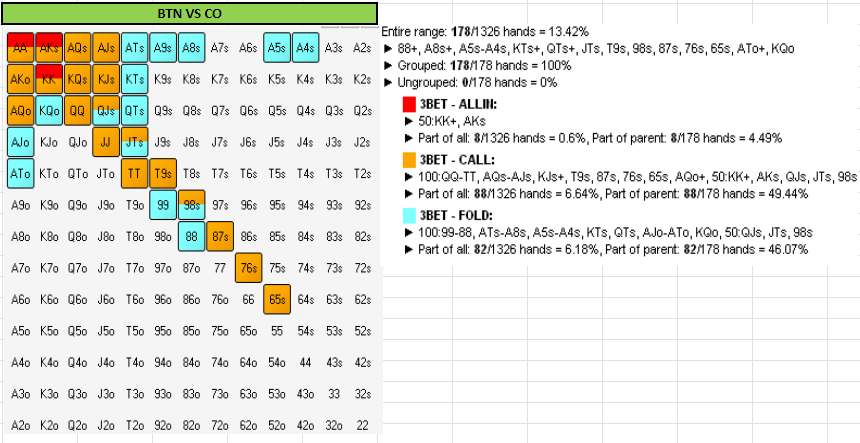 BTN VS CO
AA AKs AQs AJs ATs A9s A8s A7s A6s A5s A4s A3s A2s
AKo KK KQs KJs KTs K9s K8s K7s K6s K5s K4s K3s K2s
AQo KQo QQ QJs QTs Q9s Q8s Q7s Q6s Q5s Q4s Q3s Q2s
AJo KJo QJo JJ JTs J9s J8s J7s J6s J5s J4s J3s J2s
ATo KTo QTo JTo TT T9s T8s T7s T6s T5s T4s T3s T2s
A9o K9o Q9o J9o T9o 99 98s 97s 96s 95s 94s 93s 92s
A8o K8o Q8o J8o T8o 98o 88 87s 86s 85s 84s 83s 82s
A7o K7o Q7o J7o T7o 97o 87o 77 76s 75s 74s 73s 72s
A6o K6o Q6o J6o T6o 96o 86o 76o 66 65s 64s 63s 62s
A5o K5o Q5o J5o T5o 95o 85o 75o 65o 55 54s 53s 52s
A4o K4o Q4o J4o T4o 94o 84o 74o 64o 54o 44 43s 42s
A3o K3o Q3o J3o T3o 93o 83o 73o 63o 53o 43o 33 32s
A2o K2o Q2o J2o T2o 92o 82o 72o 62o 52o 42o 32o 22
Entire range: 178/1326 hands = 13.42%
88+, A8s+, A5s-A4s, KTs+, QTs+, JTs, T9s, 98s, 87s, 76s, 65s, ATo+, KQo
Grouped: 178/178 hands = 100%
Ungrouped: 0/178 hands = 0%
3BET - ALLIN:
50:KK+, AKs
Part of all: 8/1326 hands = 0.6%, Part of parent: 8/178 hands = 4.49%
3BET - CALL:
100:QQ-TT, AQs-AJs, KJs+, T9s, 87s, 76s, 65s, AQo+, 50:KK+, AKs, QJs, JTs, 98s
Part of all: 88/1326 hands = 6.64%, Part of parent: 88/178 hands = 49.44%
3BET - FOLD:
100:99-88, ATs-A8s, A5s-A4s, KTs, QTs, AJo-ATo, KQo, 50:QJs, JTs, 98s
Part of all: 82/1326 hands = 6.18%, Part of parent: 82/178 hands = 46.07%